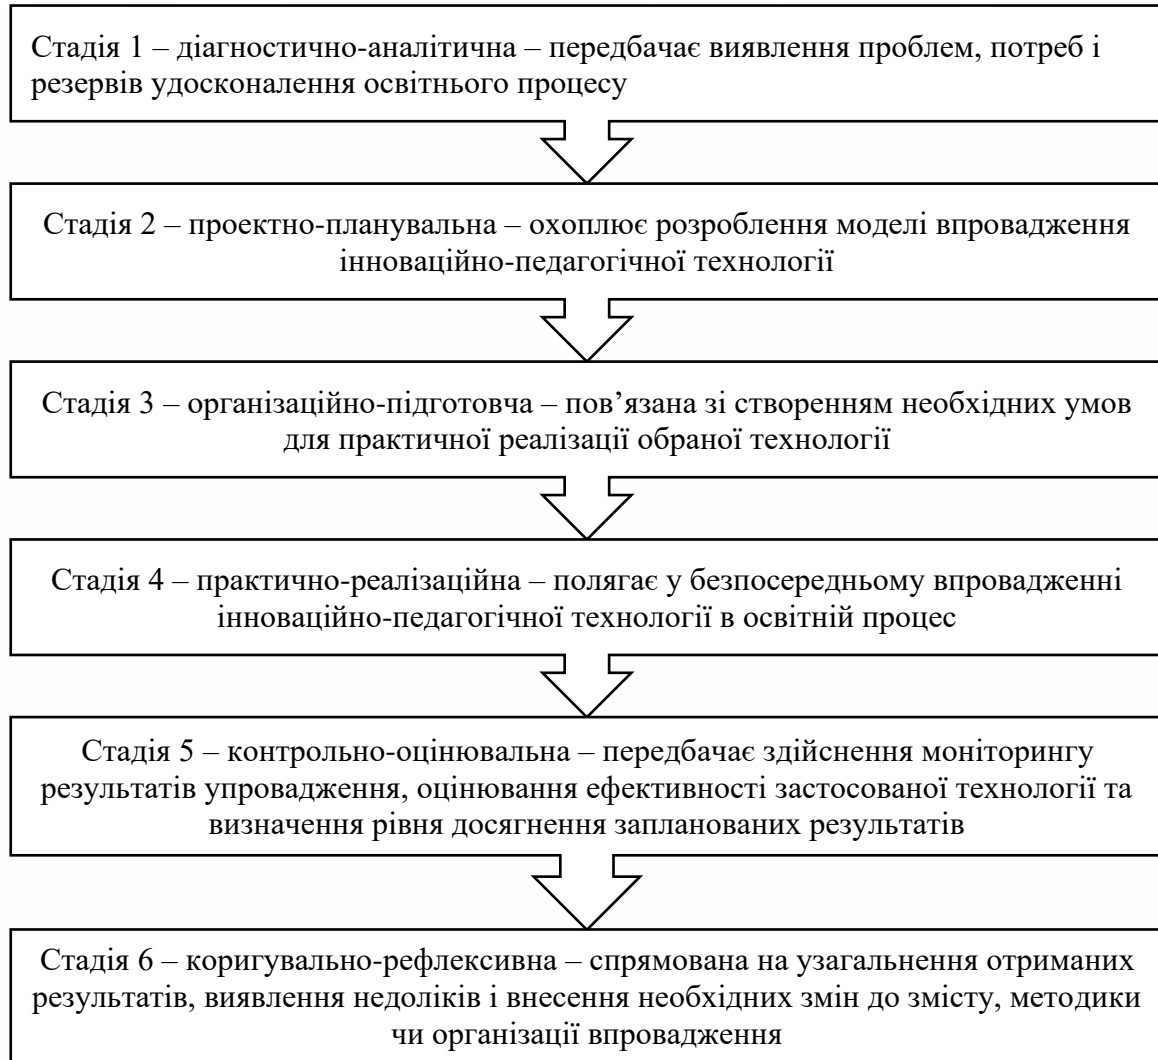 Стадія 1 – діагностично-аналітична – передбачає виявлення проблем, потреб і
резервів удосконалення освітнього процесу
Стадія 2 – проектно-планувальна – охоплює розроблення моделі впровадження
інноваційно-педагогічної технології
Стадія 3 – організаційно-підготовча – пов’язана зі створенням необхідних умов
для практичної реалізації обраної технології
Стадія 4 – практично-реалізаційна – полягає у безпосередньому впровадженні
інноваційно-педагогічної технології в освітній процес
Стадія 5 – контрольно-оцінювальна – передбачає здійснення моніторингу
результатів упровадження, оцінювання ефективності застосованої технології та
визначення рівня досягнення запланованих результатів
Стадія 6 – коригувально-рефлексивна – спрямована на узагальнення отриманих
результатів, виявлення недоліків і внесення необхідних змін до змісту, методики
чи організації впровадження